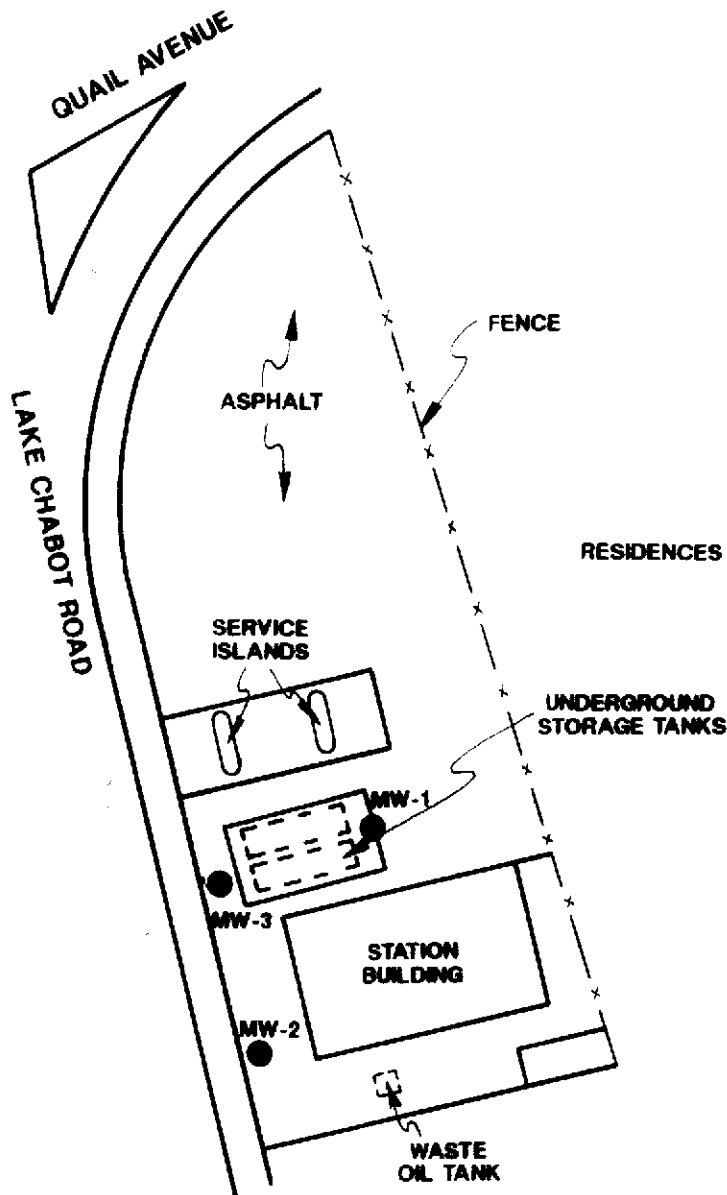 QUAIL AVENUE
FENCE
ASPHALT
LAKE CHABOT ROAD
RESIDENCES
SERVICE
ISLANDS
UNDERGROUND
STORAGE TANKS
MW-1
MW-3
STATION
BUILDING
MW-2
WASTE
OIL TANK